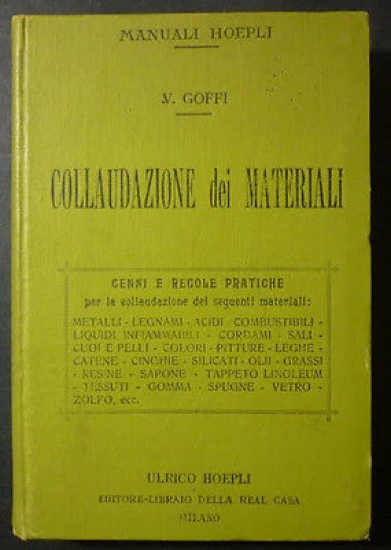 MANUALI HOEPLI
V. GOFFI
COLLAUDAZIONE dei MATERIALI
CENNI E REGOLE PRATICHE
per la collaudazione dei seguenti materiali:
METALLI - LEGNAMI - ACIDI - COMBUSTIBILI -
LIQUIDI INFIAMMABILI - CORDAMI - SALI -
CUOI E PELLI - COLORI - PITTURE - LEGHE -
CATENE - CINGHIE - SILICATI - OLII - GRASSI
- RESINE - SAPONE - TAPPETO LINOLEUM
- TESSUTI - GOMMA - SPUGNE - VETRO -
ZOLFO, ecc.
ULRICO HOEPLI
EDITORE-LIBRAIO DELLA REAL CASA
MILANO